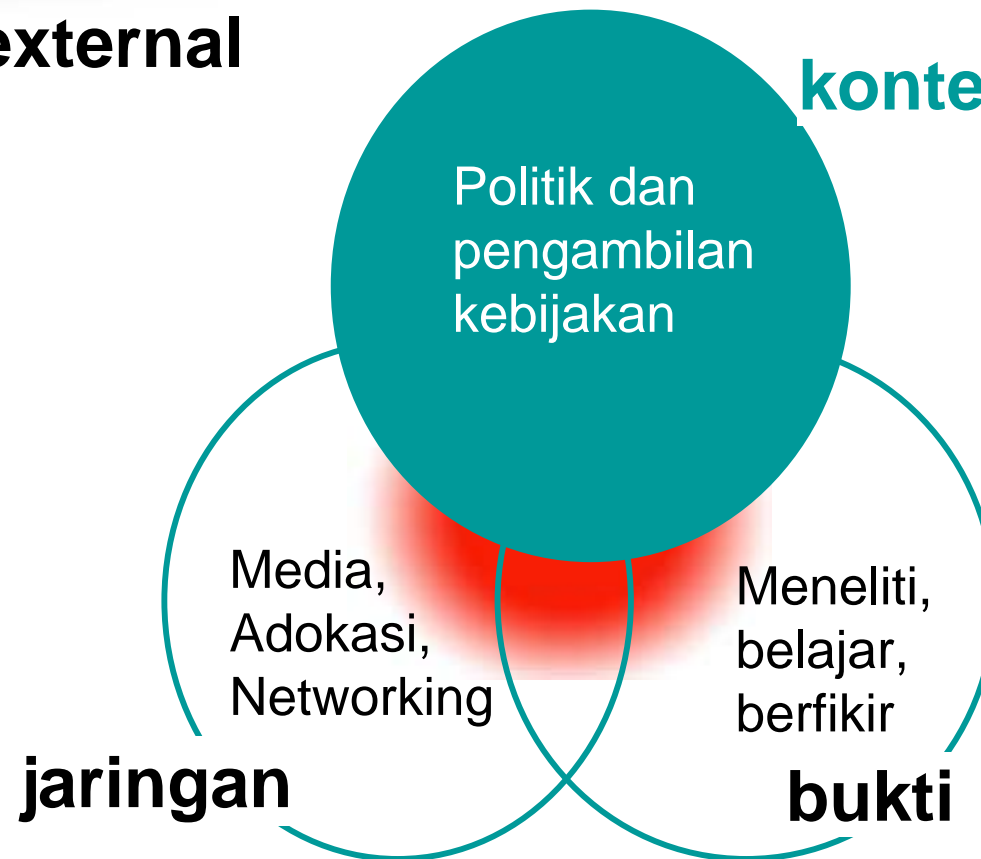 external
konte
Politik dan
pengambilan
kebijakan
Media,
Adokasi,
Networking
Meneliti,
belajar,
berfikir
jaringan
bukti